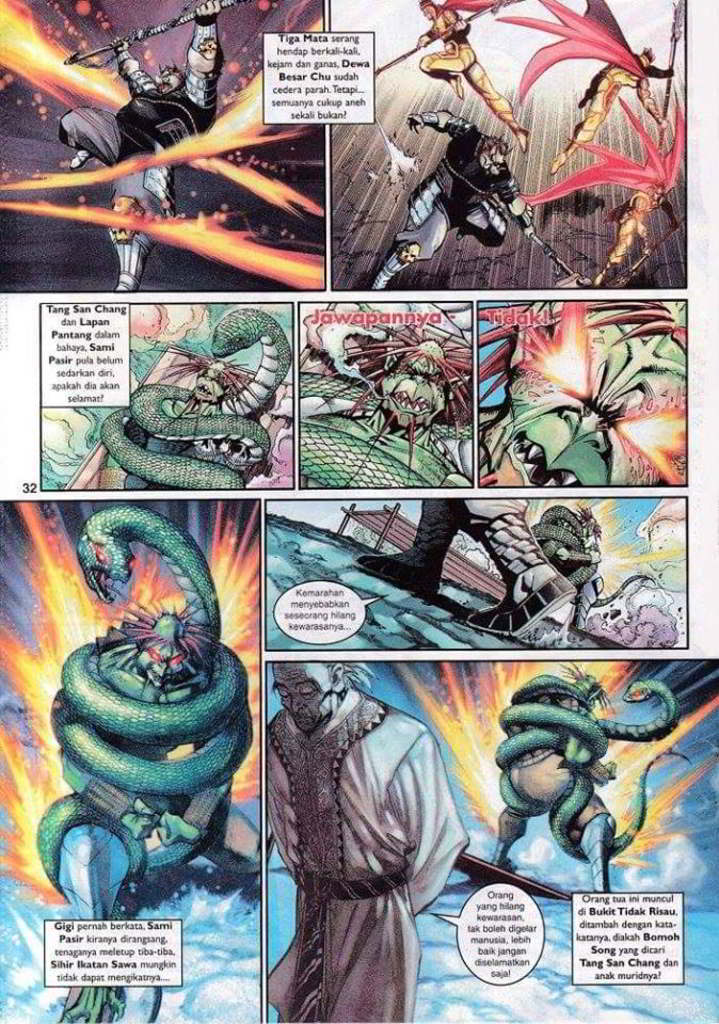 Tiga Mata serang
hendap berkali-kali,
kejam dan ganas, Dewa
Besar Chu sudah
cedera parah. Tetapi...
semuanya cukup aneh
sekali bukan?
Tang San Chang
dan Lapan
Pantang dalam
bahaya, Sami
Pasir pula belum
sedarkan diri,
apakah dia akan
selamat?
Jawapannya -
Tidak!
32
Kemarahan
menyebabkan
seseorang hilang
kewarasanya...
Gigi pernah berkata, Sami
Pasir kiranya dirangsang,
tenaganya meletup tiba-tiba,
Sihir Ikatan Sawa mungkin
tidak dapat mengikatnya....
Orang
yang hilang
kewarasan,
tak boleh digelar
manusia, lebih
baik jangan
diselamatkan
saja!
Orang tua ini muncul
di Bukit Tidak Risau,
ditambah dengan kata-
katanya, diakah Bomoh
Song yang dicari
Tang San Chang dan
anak muridnya?